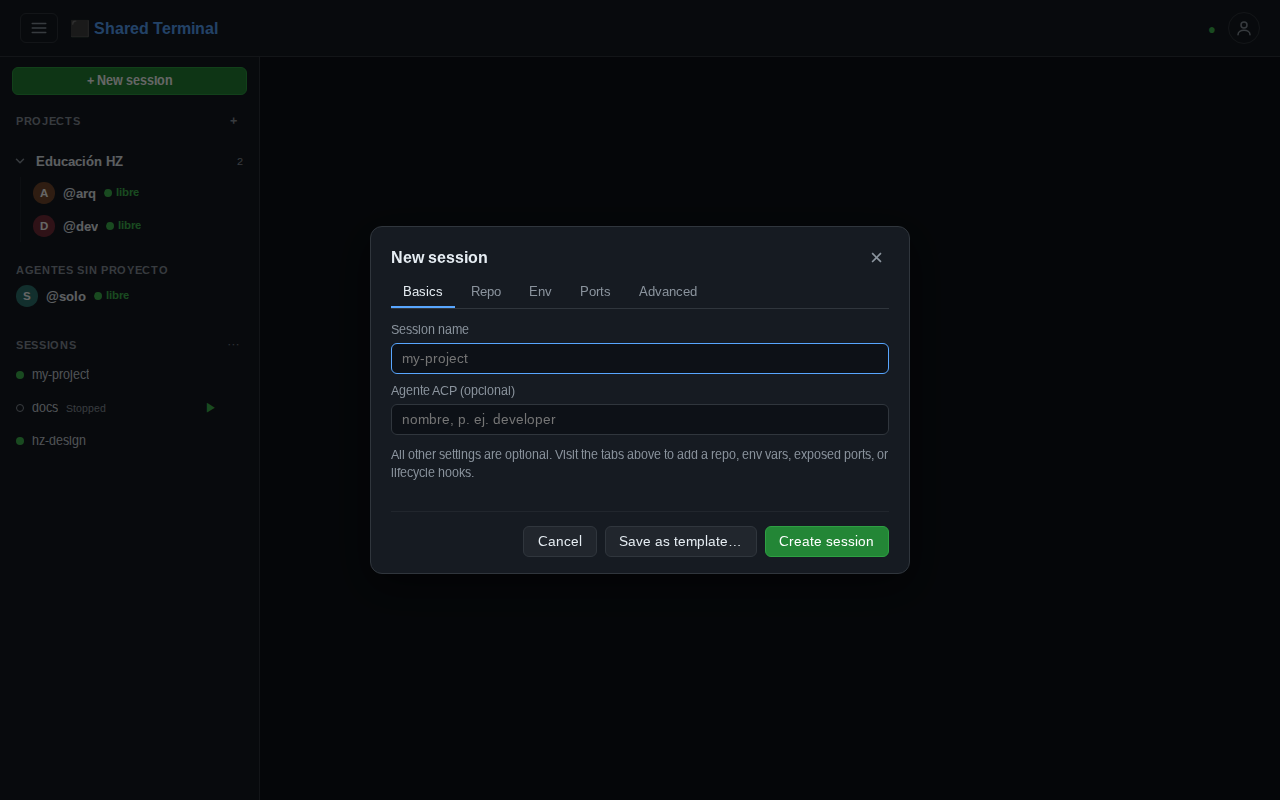 Shared Terminal
+ New session
PROJECTS +
Educación HZ 2
A @arq libre
D @dev libre
AGENTES SIN PROYECTO
S @solo libre
SESSIONS ...
my-project
docs Stopped
hz-design
New session ×
Basics Repo Env Ports Advanced
Session name
my-project
Agente ACP (opcional)
nombre, p. ej. developer
All other settings are optional. Visit the tabs above to add a repo, env vars, exposed ports, or
lifecycle hooks.
Cancel Save as template... Create session